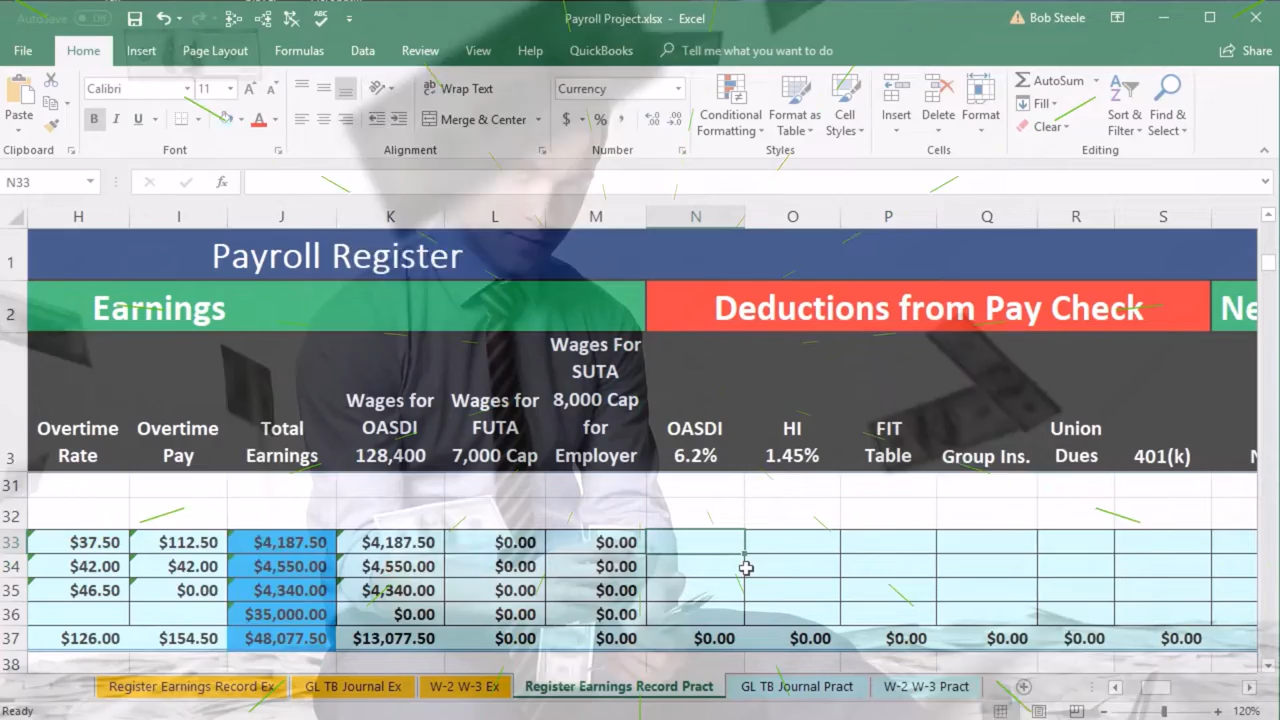 AutoSave Off Payroll Project.xlsx - Excel Bob Steele
File Home Insert Page Layout Formulas Data Review View Help QuickBooks Tell me what you want to do Share
Paste Calibri 11 Wrap Text Merge & Center Currency $ % , Conditional Formatting Format as Table Cell Styles Insert Delete Format AutoSum Fill Clear Sort & Filter Find & Select
Clipboard Font Alignment Number Styles Cells Editing
N33 fx
H I J K L M N O P Q R S
1 Payroll Register
2 Earnings Deductions from Pay Check Ne
3 Overtime Rate Overtime Pay Total Earnings Wages for OASDI 128,400 Wages for FUTA 7,000 Cap Wages For SUTA 8,000 Cap for Employer OASDI 6.2% HI 1.45% FIT Table Group Ins. Union Dues 401(k)
31
32
33 $37.50 $112.50 $4,187.50 $4,187.50 $0.00 $0.00
34 $42.00 $42.00 $4,550.00 $4,550.00 $0.00 $0.00
35 $46.50 $0.00 $4,340.00 $4,340.00 $0.00 $0.00
36 $35,000.00 $0.00 $0.00 $0.00
37 $126.00 $154.50 $48,077.50 $13,077.50 $0.00 $0.00 $0.00 $0.00 $0.00 $0.00 $0.00 $0.00
38
Register Earnings Record Ex GL TB Journal Ex W-2 W-3 Ex Register Earnings Record Pract GL TB Journal Pract W-2 W-3 Pract
Ready 120%